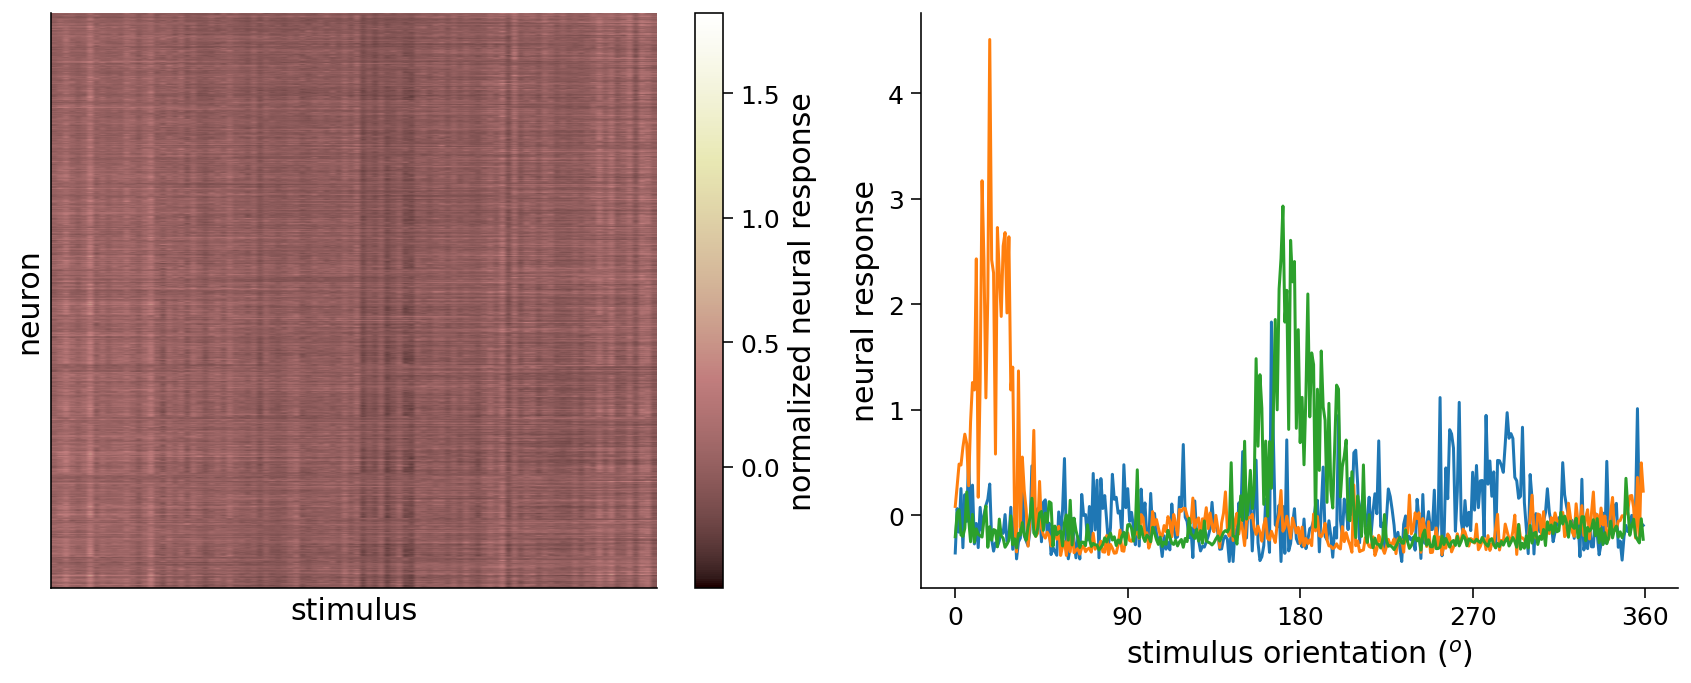 neuron
stimulus
1.5
1.0
0.5
0.0
normalized neural response
neural response
4
3
2
1
0
0 90 180 270 360
stimulus orientation (°)